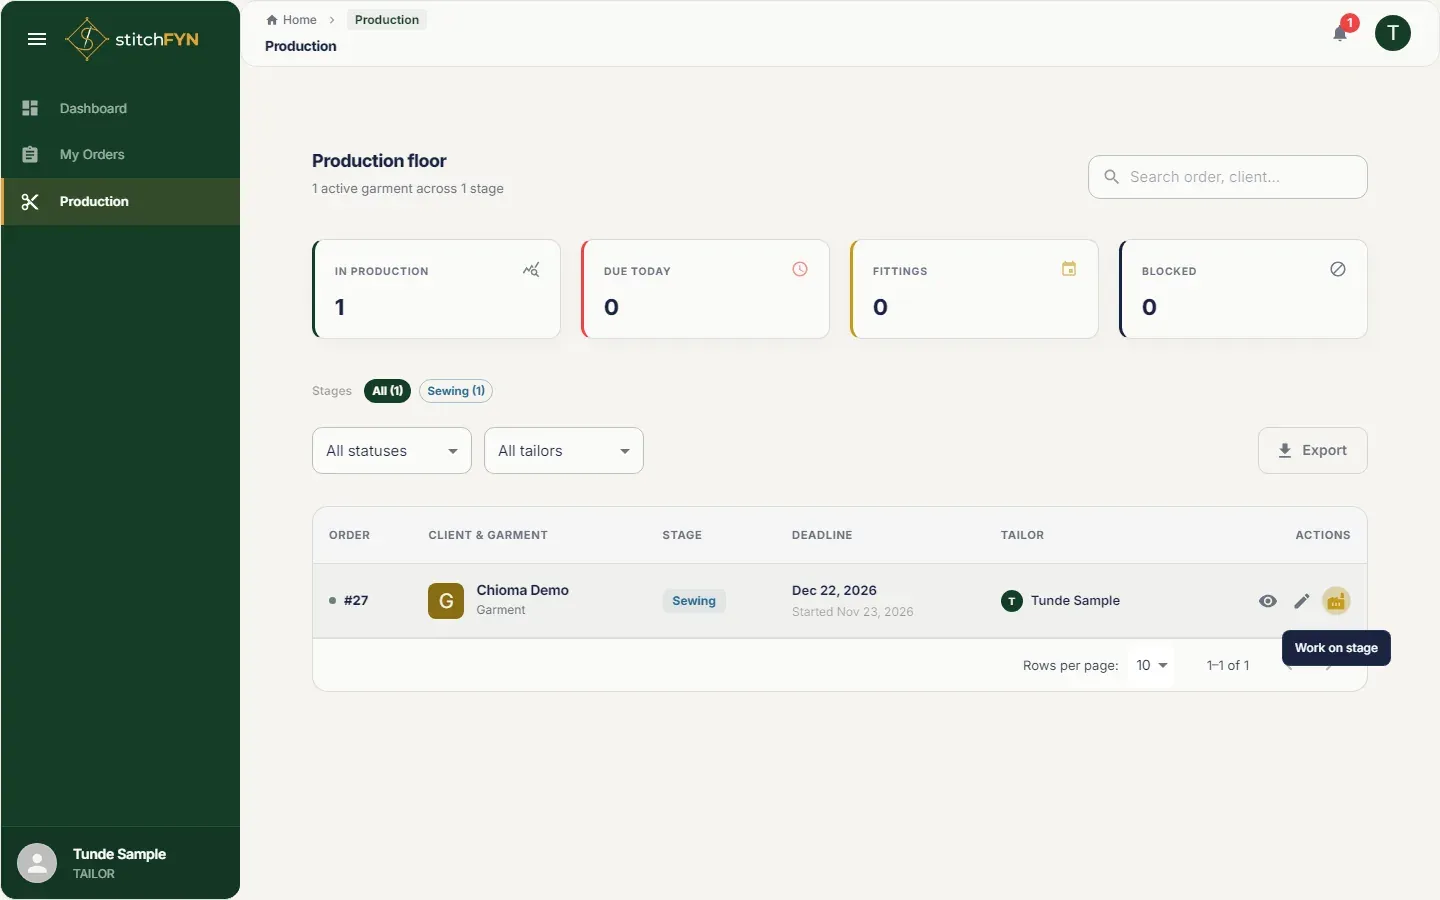 stitchFYN
Dashboard
My Orders
Production
Tunde Sample
TAILOR
Home > Production
Production
1
T
Production floor
1 active garment across 1 stage
Search order, client...
IN PRODUCTION
1
DUE TODAY
0
FITTINGS
0
BLOCKED
0
Stages All (1) Sewing (1)
All statuses All tailors Export
ORDER CLIENT & GARMENT STAGE DEADLINE TAILOR ACTIONS
#27 G Chioma Demo Sewing Dec 22, 2026 T Tunde Sample
Garment Started Nov 23, 2026
Work on stage
Rows per page: 10 1–1 of 1